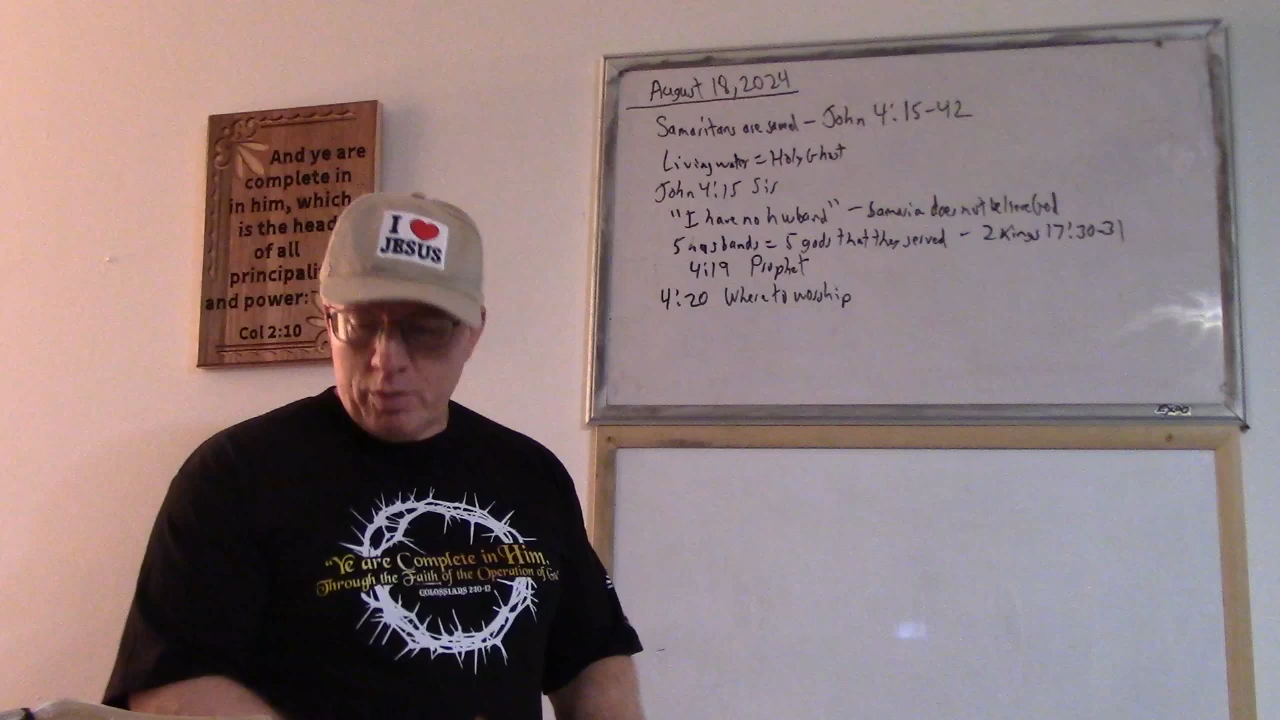 And ye are
complete in
in him, which
is the head
of all
principali
and power:
Col 2:10
I ❤ JESUS
"Ye are Complete in Him,
Through the Faith of the Operation of Go
COLOSSIANS 2:10-12
August 18, 2024
Samaritans are saved - John 4:15-42
Living water = Holy Ghost
John 4:15 Sir
"I have no husband" - Samaria does not believe God
5 husbands = 5 gods that they served - 2 Kings 17:30-31
4:19 Prophet
4:20 Where to worship
EXPO